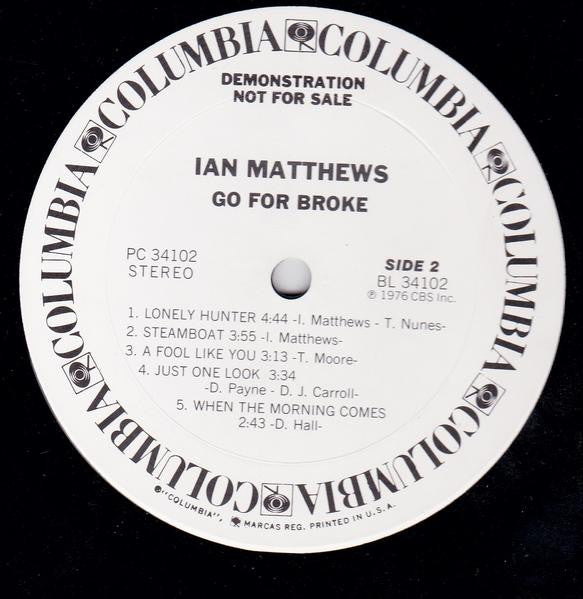 COLUMBIA COLUMBIA COLUMBIA COLUMBIA COLUMBIA COLUMBIA COLUMBIA
DEMONSTRATION
NOT FOR SALE
IAN MATTHEWS
GO FOR BROKE
PC 34102
STEREO
SIDE 2
BL 34102
℗ 1976 CBS Inc.
1. LONELY HUNTER 4:44 -I. Matthews - T. Nunes-
2. STEAMBOAT 3:55 -I. Matthews-
3. A FOOL LIKE YOU 3:13 -T. Moore-
4. JUST ONE LOOK 3:34
-D. Payne - D. J. Carroll-
5. WHEN THE MORNING COMES
2:43 -D. Hall-
℗"COLUMBIA", MARCAS REG. PRINTED IN U.S.A.